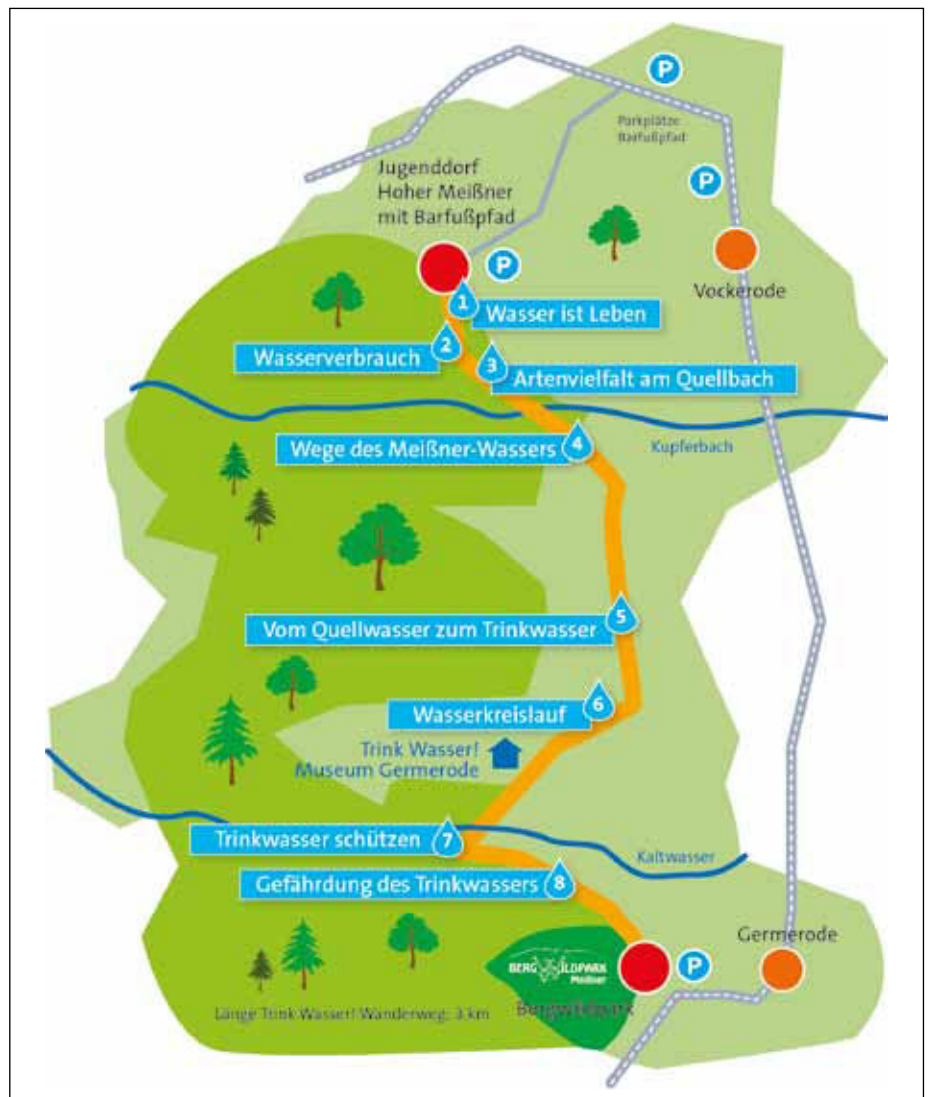 P
Parkplätze
Barfußpfad
Jugenddorf
Hoher Meißner
mit Barfußpfad
P
P
Vockerode
1
Wasser ist Leben
2
Wasserverbrauch
3
Artenvielfalt am Quellbach
Wege des Meißner-Wassers
4
Kupferbach
Vom Quellwasser zum Trinkwasser
5
Wasserkreislauf
6
Trink Wasser!
Museum Germerode
Trinkwasser schützen
7
Kaltwasser
Gefährdung des Trinkwassers
8
Germerode
BERGWILDPARK
Meißner
P
Bergwildpark
Länge Trink Wasser! Wanderweg: 3 km